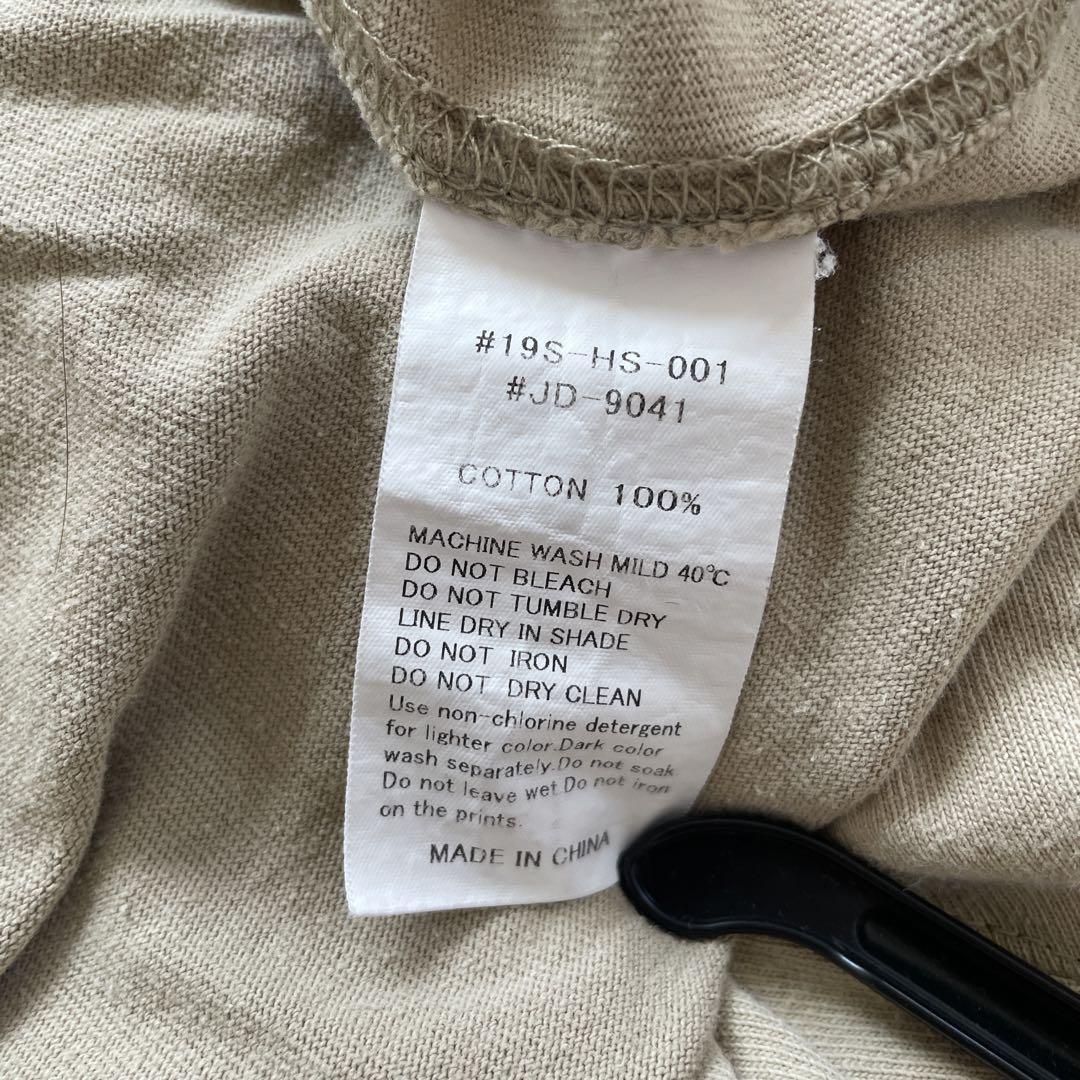 #19S-HS-001
#JD-9041
COTTON 100%
MACHINE WASH MILD 40℃
DO NOT BLEACH
DO NOT TUMBLE DRY
LINE DRY IN SHADE
DO NOT IRON
DO NOT DRY CLEAN
Use non-chlorine detergent
for lighter color.Dark color
wash separately.Do not soak
Do not leave wet.Do not iron
on the prints.
MADE IN CHINA